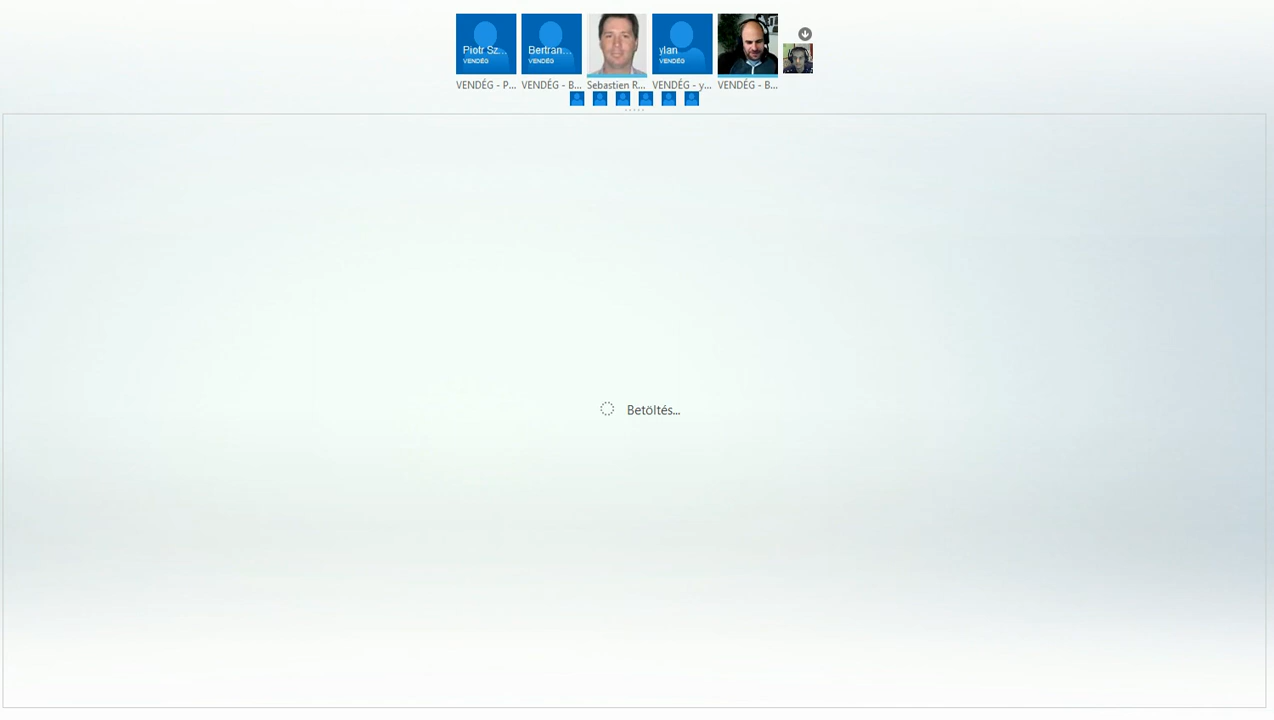 Piotr Sz...
VENDÉG
Bertran...
VENDÉG
ylan
VENDÉG
VENDÉG - P...
VENDÉG - B...
Sebastien R...
VENDÉG - y...
VENDÉG - B...
Betöltés...